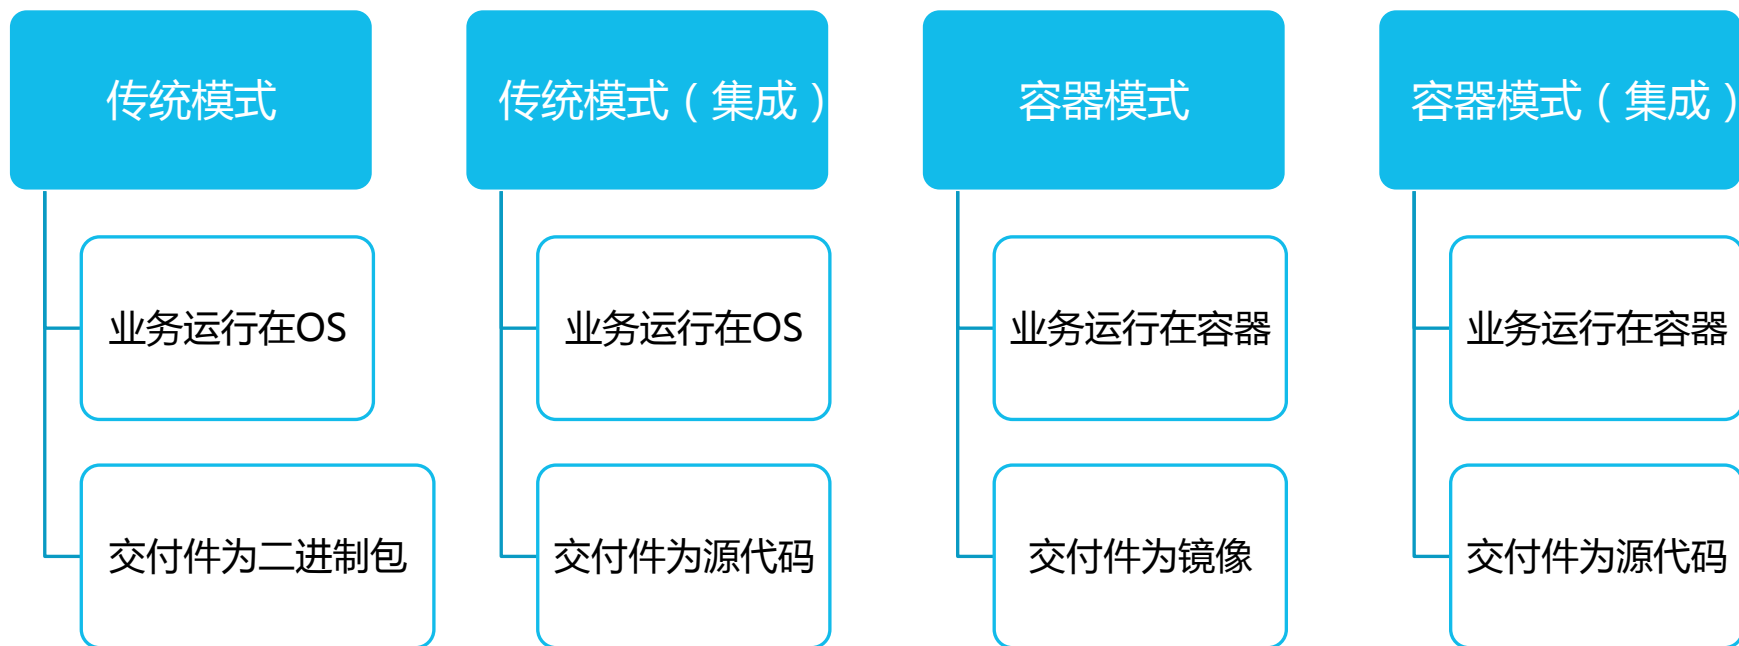 传统模式
业务运行在OS
交付件为二进制包
传统模式（集成）
业务运行在OS
交付件为源代码
容器模式
业务运行在容器
交付件为镜像
容器模式（集成）
业务运行在容器
交付件为源代码